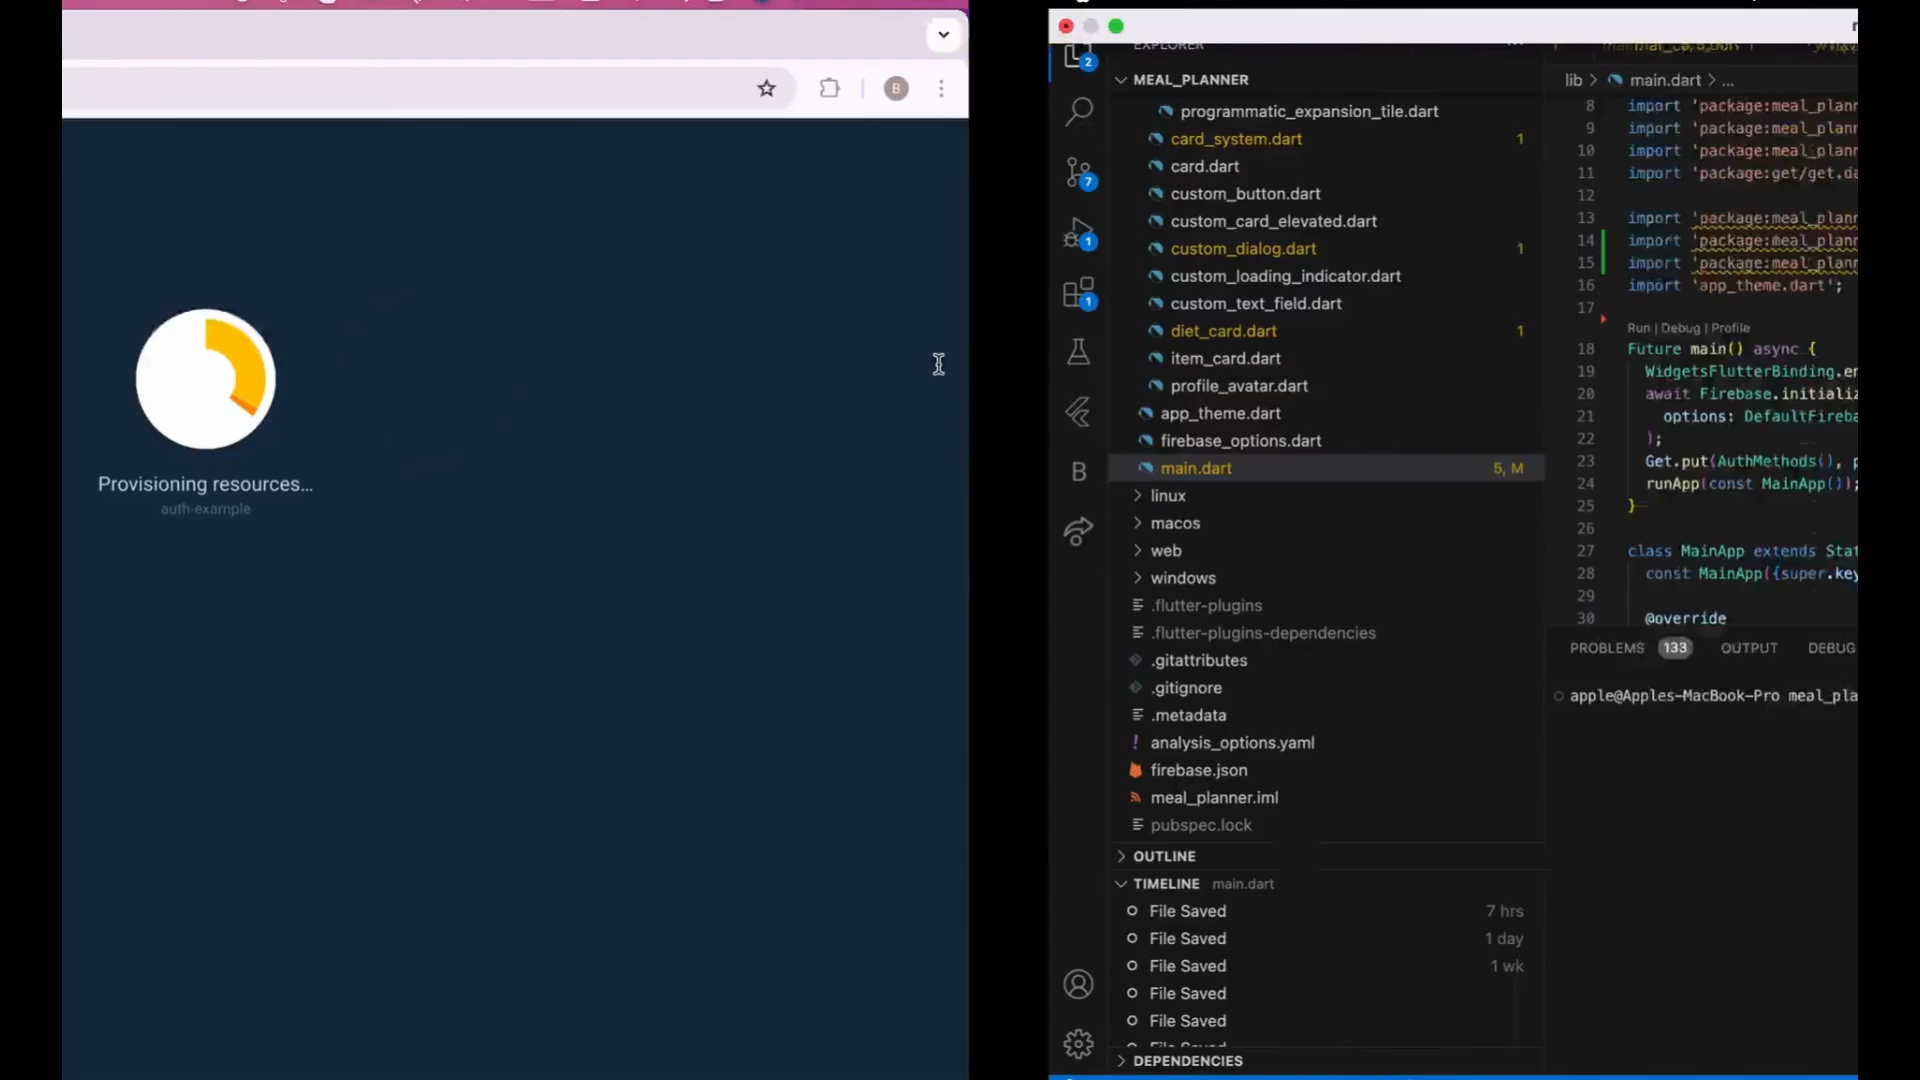 B
Provisioning resources...
auth-example
EXPLORER
2
MEAL_PLANNER
programmatic_expansion_tile.dart
card_system.dart 1
card.dart
custom_button.dart
7
custom_card_elevated.dart
custom_dialog.dart 1
1
custom_loading_indicator.dart
custom_text_field.dart
1
diet_card.dart 1
item_card.dart
profile_avatar.dart
app_theme.dart
firebase_options.dart
main.dart 5, M
B
linux
macos
web
windows
.flutter-plugins
.flutter-plugins-dependencies
.gitattributes
.gitignore
.metadata
analysis_options.yaml
firebase.json
meal_planner.iml
pubspec.lock
OUTLINE
TIMELINE main.dart
File Saved 7 hrs
File Saved 1 day
File Saved 1 wk
File Saved
File Saved
DEPENDENCIES
lib > main.dart > ...
8 import 'package:meal_plann
9 import 'package:meal_plann
10 import 'package:meal_plann
11 import 'package:get/get.da
12
13 import 'package:meal_plann
14 import 'package:meal_plann
15 import 'package:meal_plann
16 import 'app_theme.dart';
17
Run | Debug | Profile
18 Future main() async {
19 WidgetsFlutterBinding.en
20 await Firebase.initializ
21 options: DefaultFireba
22 );
23 Get.put(AuthMethods(), p
24 runApp(const MainApp());
25 }
26
27 class MainApp extends Stat
28 const MainApp({super.key
29
30 @override
PROBLEMS 133 OUTPUT DEBUG
apple@Apples-MacBook-Pro meal_pla